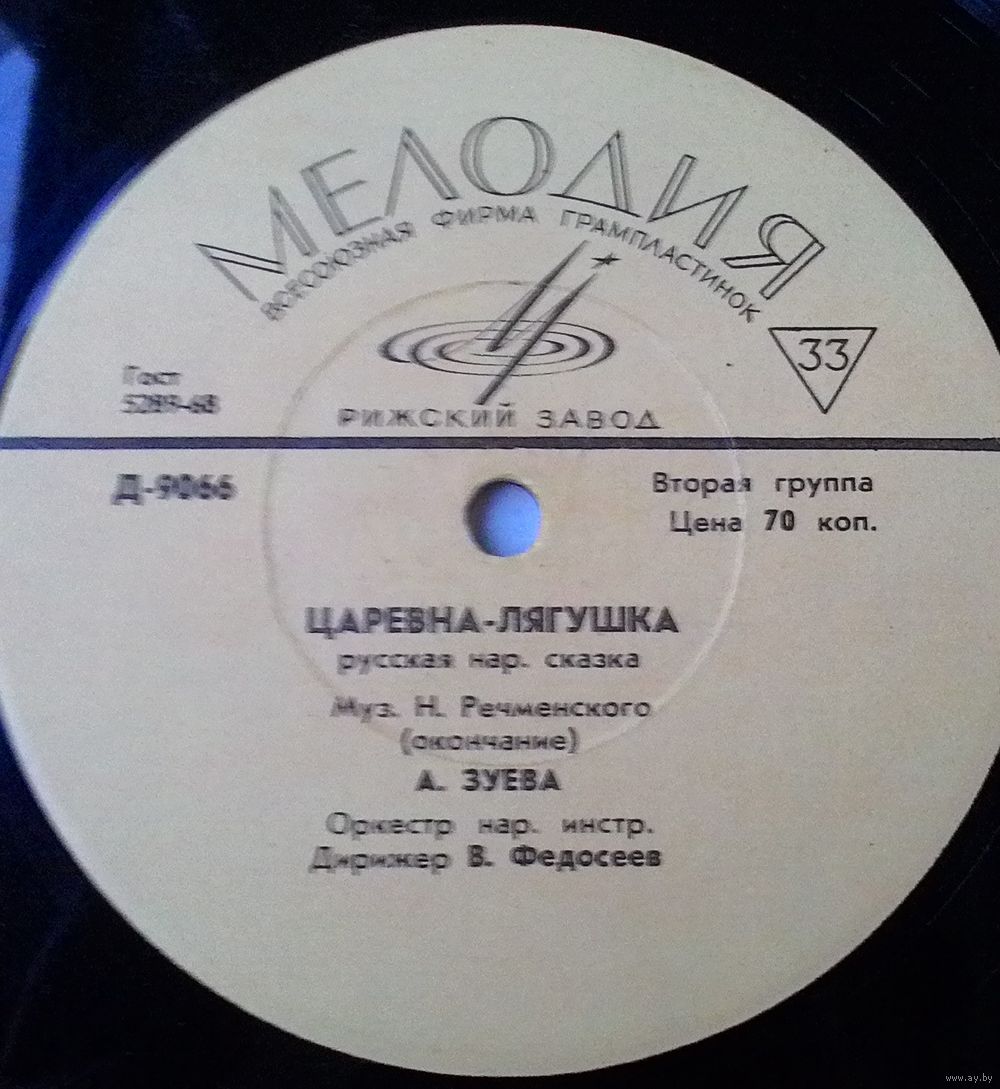 МЕЛОДИЯ
ВСЕСОЮЗНАЯ ФИРМА ГРАМПЛАСТИНОК
33
Гост
5289-68
РИЖСКИЙ ЗАВОД
Д-9066
Вторая группа
Цена 70 коп.
ЦАРЕВНА-ЛЯГУШКА
русская нар. сказка
Муз. Н. Речменского
(окончание)
А. ЗУЕВА
Оркестр нар. инстр.
Дирижер В. Федосеев
www.ay.by